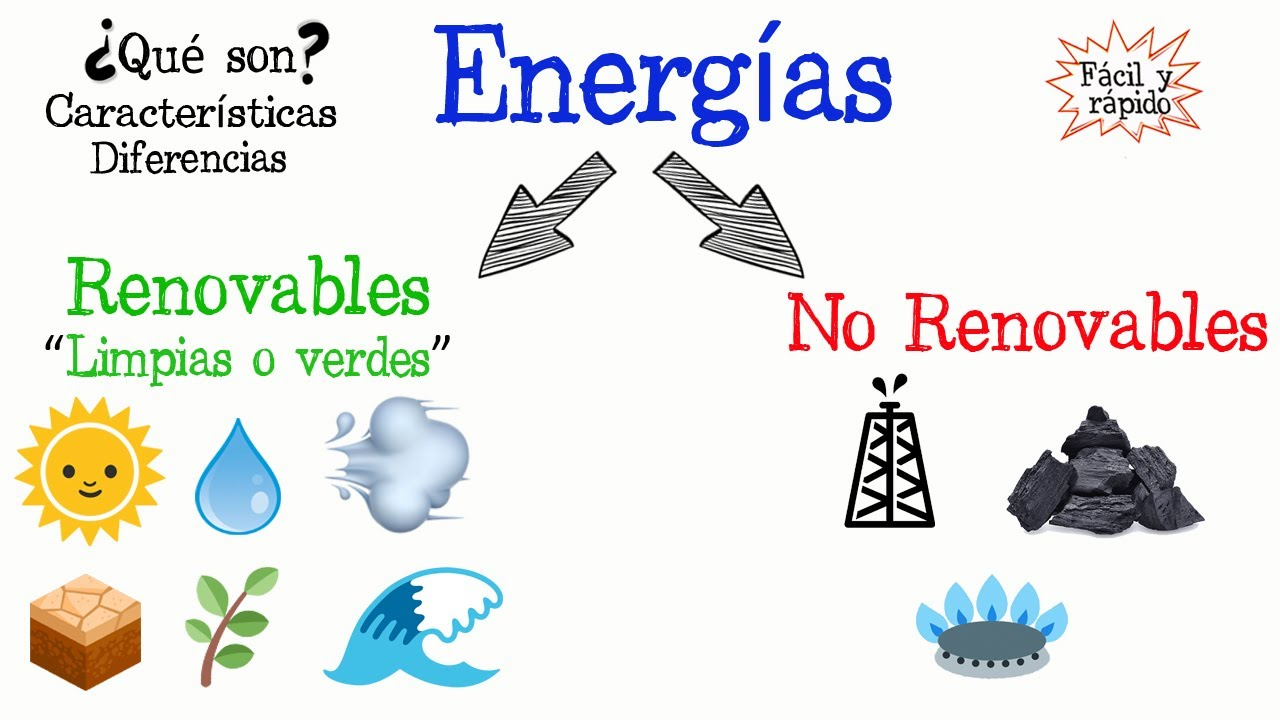 ¿Qué son?
Características
Diferencias
Energías
Fácil y
rápido
Renovables
“Limpias o verdes”
No Renovables